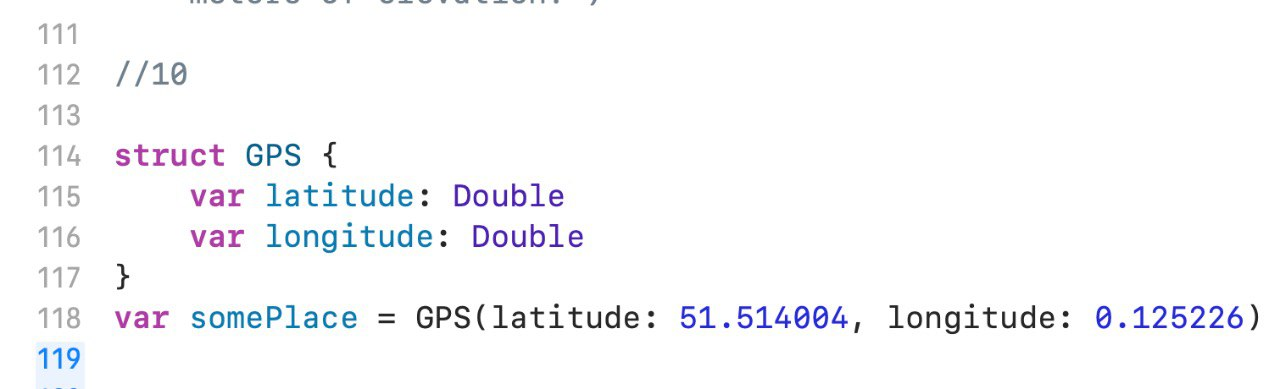 111
112 //10
113
114 struct GPS {
115 var latitude: Double
116 var longitude: Double
117 }
118 var somePlace = GPS(latitude: 51.514004, longitude: 0.125226)
119